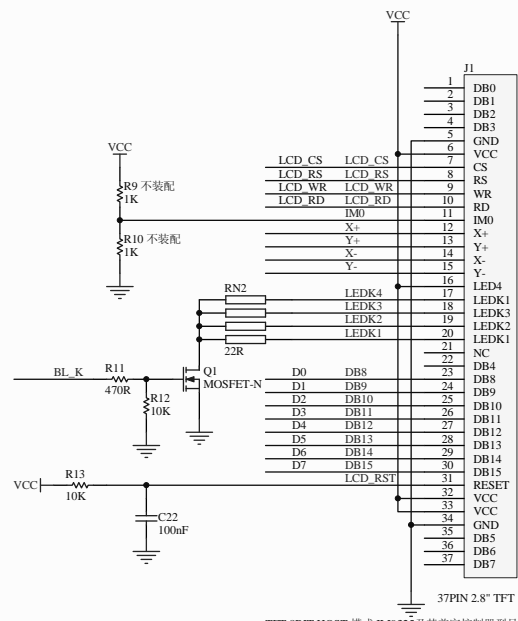 VCC
J1
1 DB0
2 DB1
3 DB2
4 DB3
5 GND
6 VCC
LCD_CS LCD_CS 7 CS
LCD_RS LCD_RS 8 RS
LCD_WR LCD_WR 9 WR
LCD_RD LCD_RD 10 RD
IM0 11 IM0
X+ 12 X+
Y+ 13 Y+
X- 14 X-
Y- 15 Y-
16 LED4
LEDK4 17 LEDK1
LEDK3 18 LEDK3
LEDK2 19 LEDK2
LEDK1 20 LEDK1
21 NC
22 DB4
D0 DB8 23 DB8
D1 DB9 24 DB9
D2 DB10 25 DB10
D3 DB11 26 DB11
D4 DB12 27 DB12
D5 DB13 28 DB13
D6 DB14 29 DB14
D7 DB15 30 DB15
LCD_RST 31 RESET
32 VCC
33 VCC
34 GND
35 DB5
36 DB6
37 DB7
37PIN 2.8" TFT
VCC
R9 不装配
1K
R10 不装配
1K
RN2
22R
BL_K
R11
470R
R12
10K
Q1
MOSFET-N
VCC
R13
10K
C22
100nF